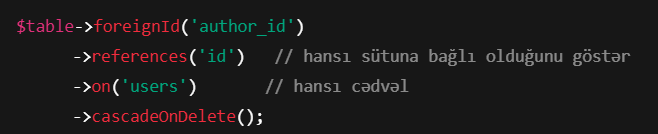 $table->foreignId('author_id')
->references('id') // hansı sütuna bağlı olduğunu göstər
->on('users') // hansı cədvəl
->cascadeOnDelete();